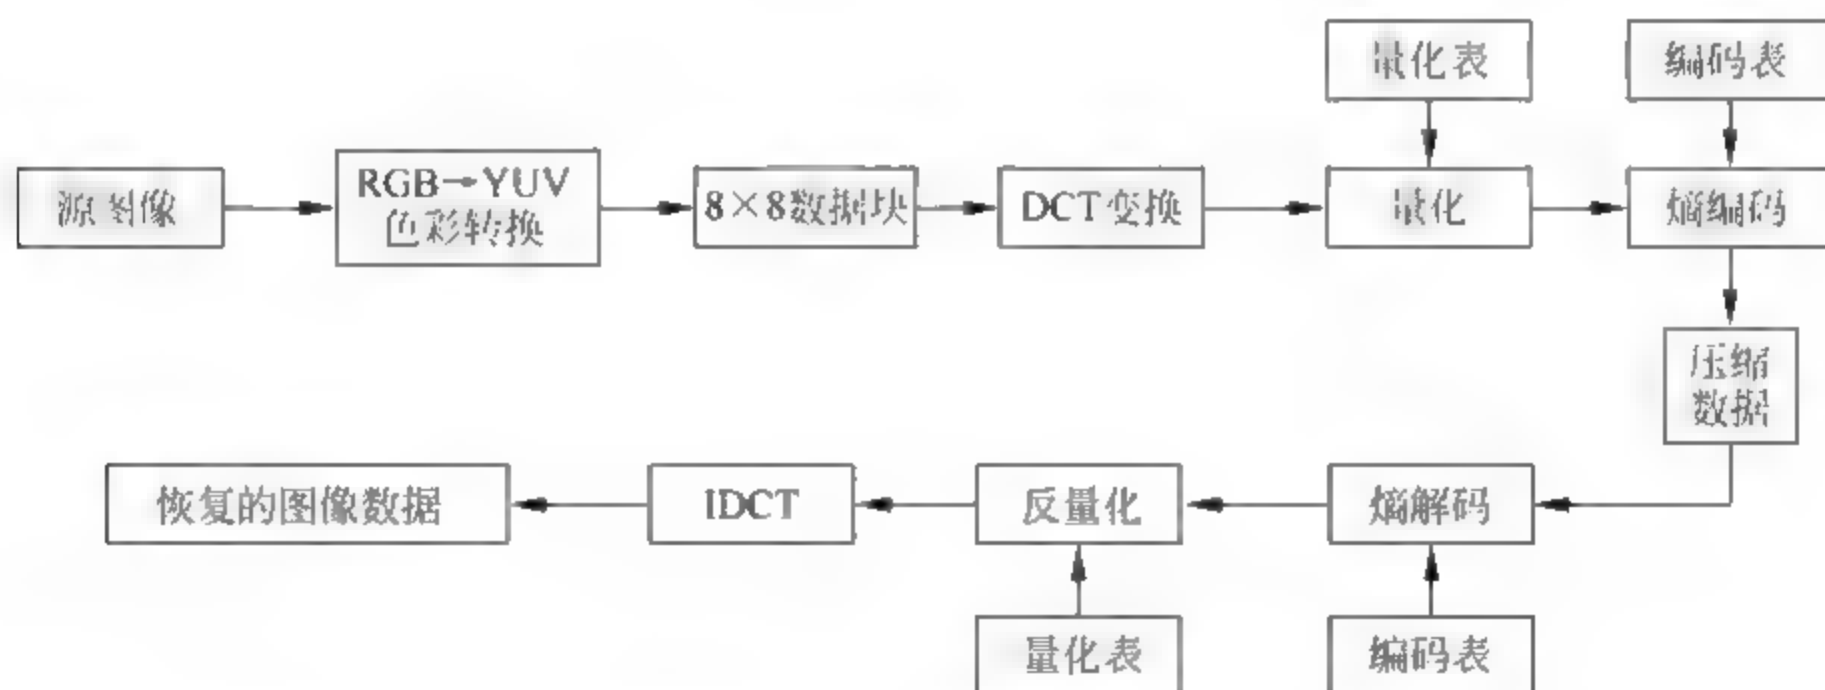 量化表
编码表
源图像
RGB→YUV
色彩转换
8×8数据块
DCT变换
量化
熵编码
压缩
数据
恢复的图像数据
IDCT
反量化
熵解码
量化表
编码表